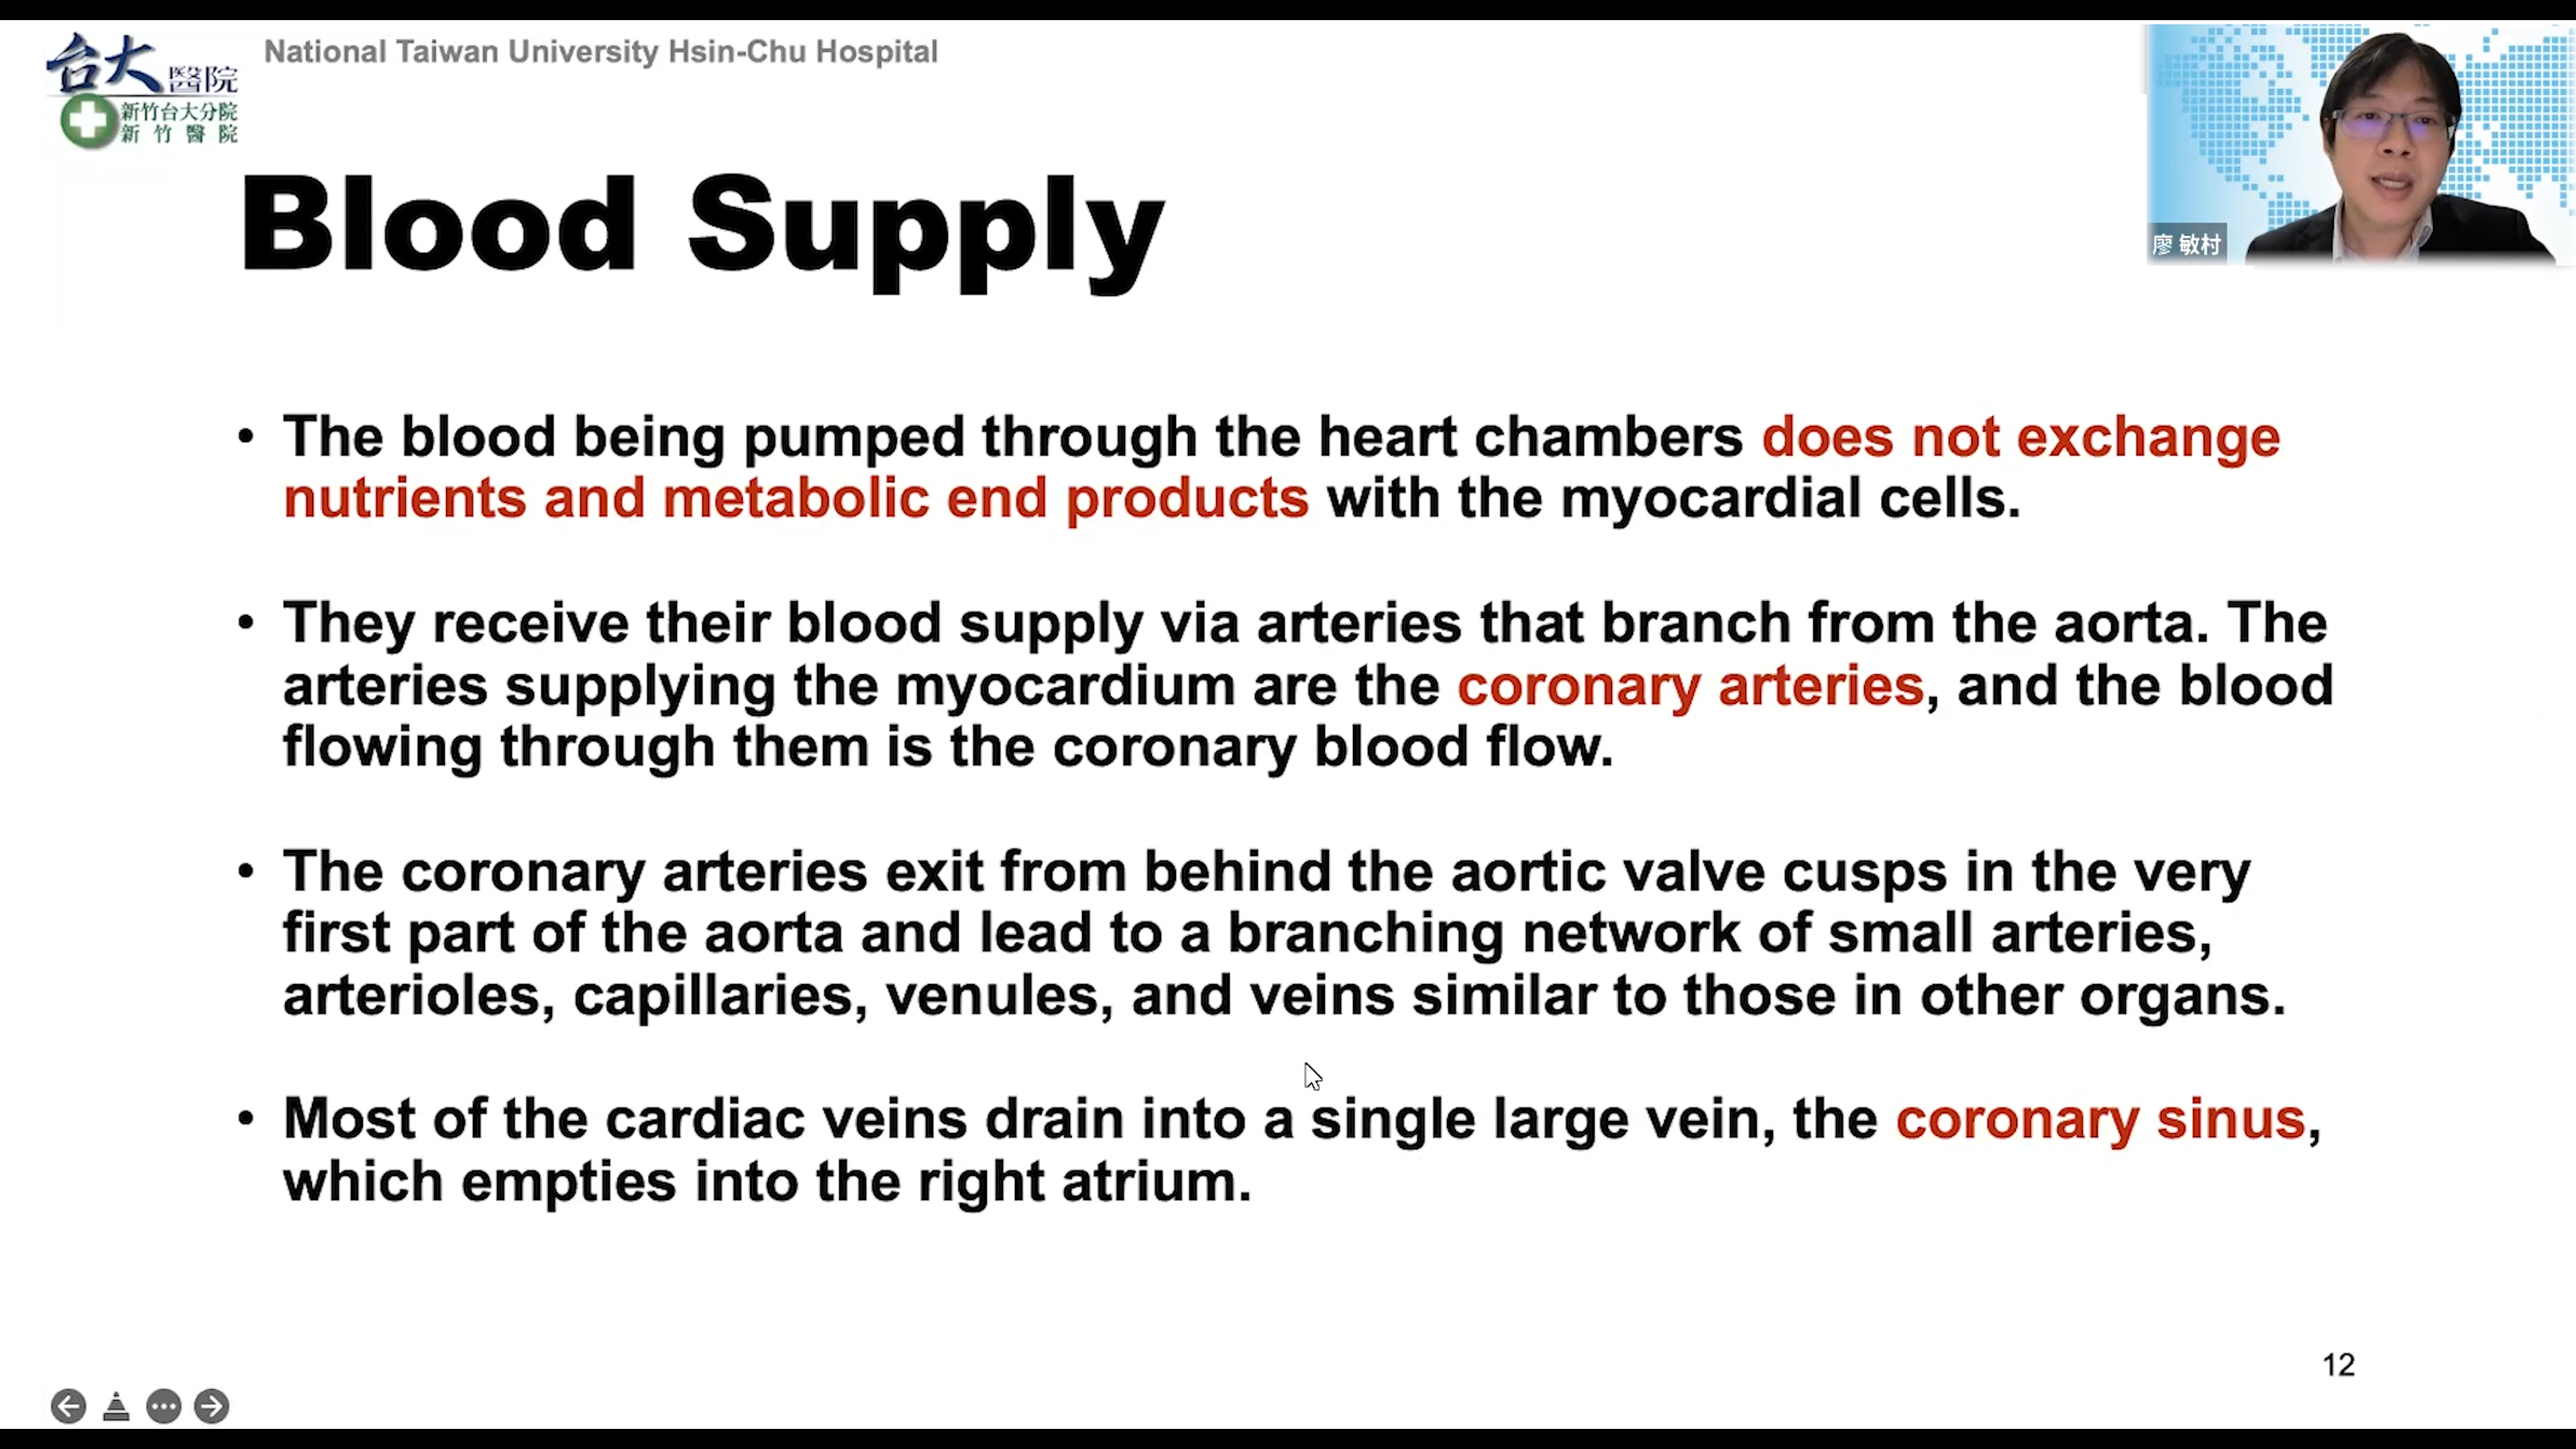 台大醫院
新竹台大分院
新竹醫院
National Taiwan University Hsin-Chu Hospital
廖 敏村
Blood Supply
• The blood being pumped through the heart chambers does not exchange
nutrients and metabolic end products with the myocardial cells.
• They receive their blood supply via arteries that branch from the aorta. The
arteries supplying the myocardium are the coronary arteries, and the blood
flowing through them is the coronary blood flow.
• The coronary arteries exit from behind the aortic valve cusps in the very
first part of the aorta and lead to a branching network of small arteries,
arterioles, capillaries, venules, and veins similar to those in other organs.
• Most of the cardiac veins drain into a single large vein, the coronary sinus,
which empties into the right atrium.
12